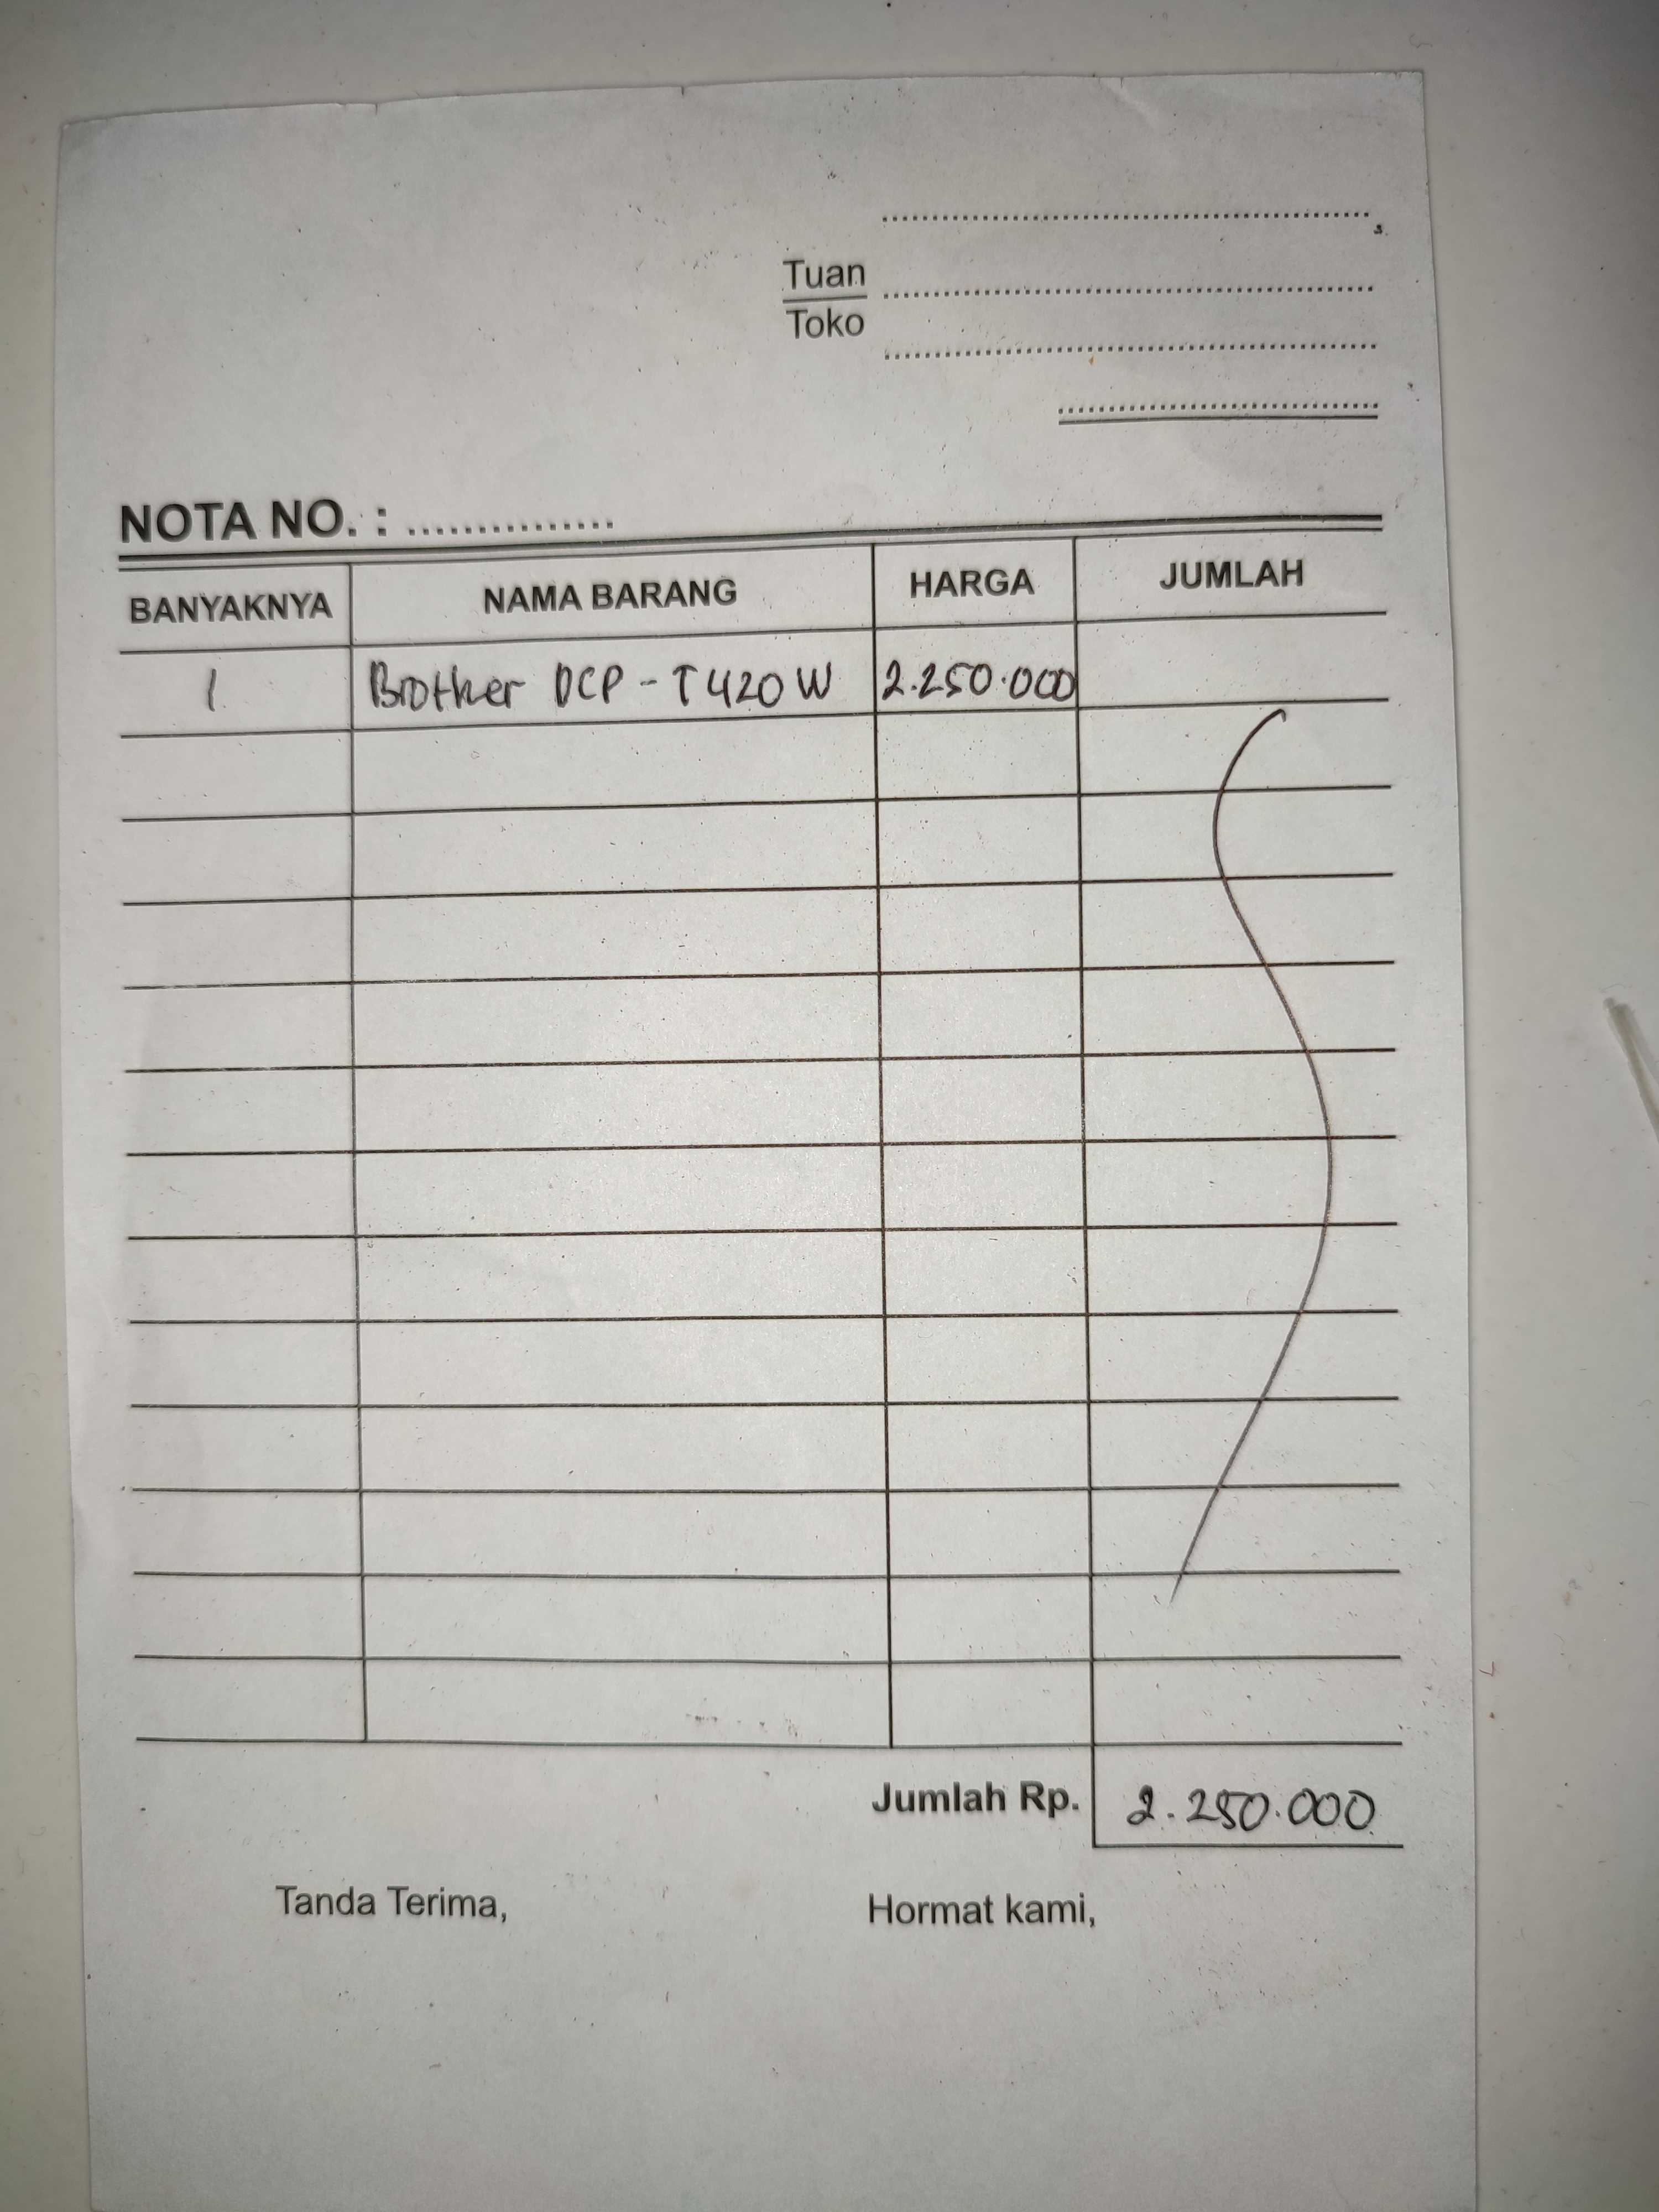 Tuan
Toko
NOTA NO. : ...............
BANYAKNYA NAMA BARANG HARGA JUMLAH
1 Brother DCP - T420W 2.250.000
Jumlah Rp. 2.250.000
Tanda Terima, Hormat kami,